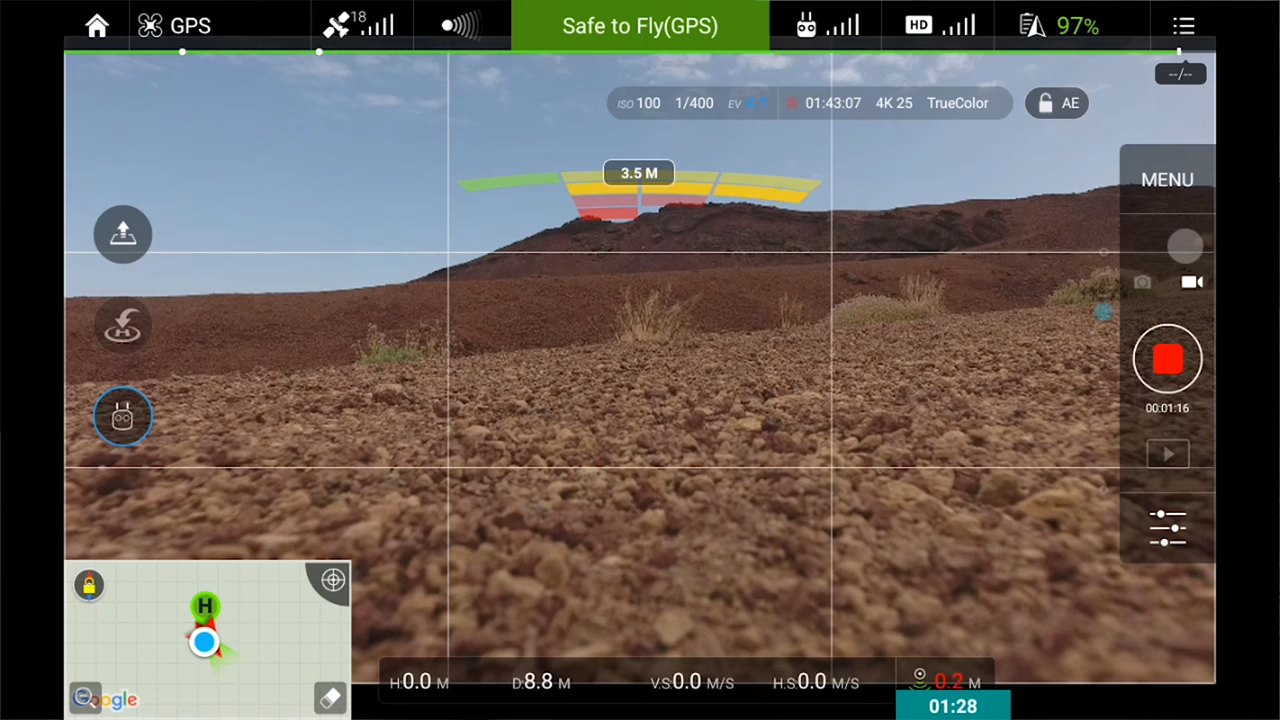 GPS
18
Safe to Fly(GPS)
HD
97%
--/--
ISO 100 1/400 EV
01:43:07 4K 25 TrueColor
AE
3.5 M
MENU
00:01:16
H
Google
H:0.0 M D:8.8 M V.S:0.0 M/S H.S:0.0 M/S 0.2 M
01:28